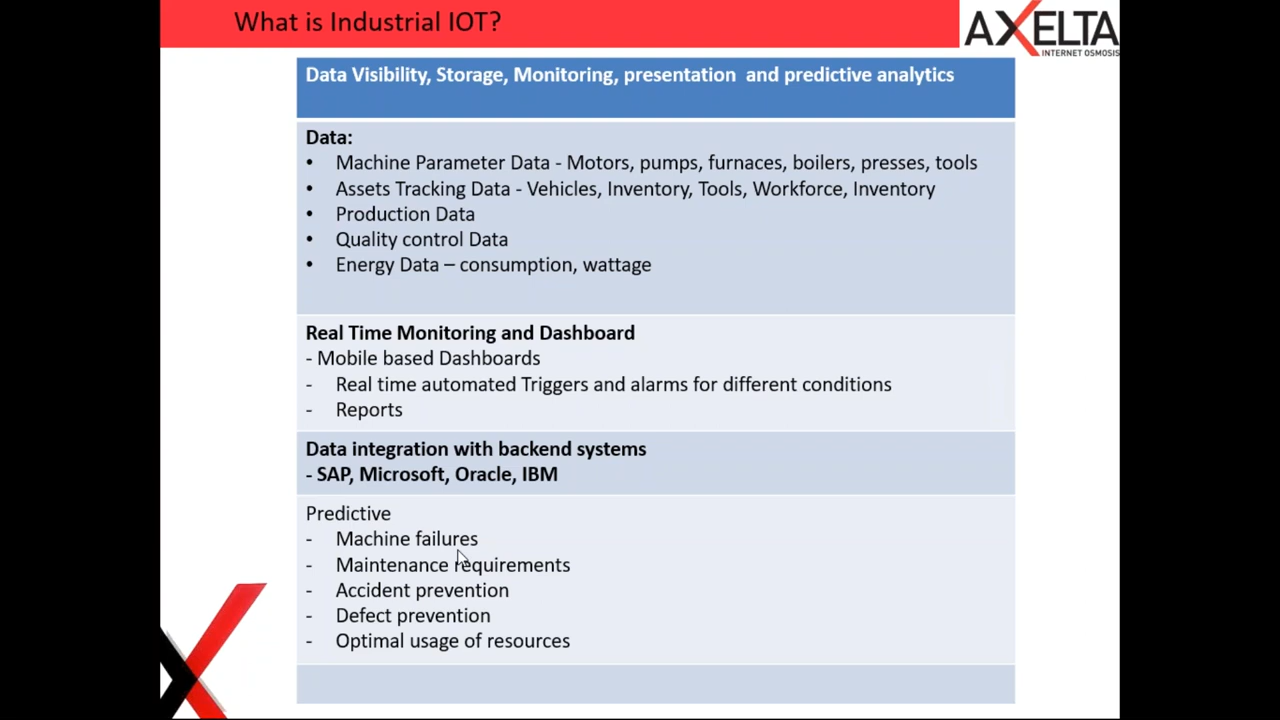 What is Industrial IOT?
AXELTA
INTERNET OSMOSIS
Data Visibility, Storage, Monitoring, presentation and predictive analytics
Data:
• Machine Parameter Data - Motors, pumps, furnaces, boilers, presses, tools
• Assets Tracking Data - Vehicles, Inventory, Tools, Workforce, Inventory
• Production Data
• Quality control Data
• Energy Data – consumption, wattage
Real Time Monitoring and Dashboard
- Mobile based Dashboards
- Real time automated Triggers and alarms for different conditions
- Reports
Data integration with backend systems
- SAP, Microsoft, Oracle, IBM
Predictive
- Machine failures
- Maintenance requirements
- Accident prevention
- Defect prevention
- Optimal usage of resources